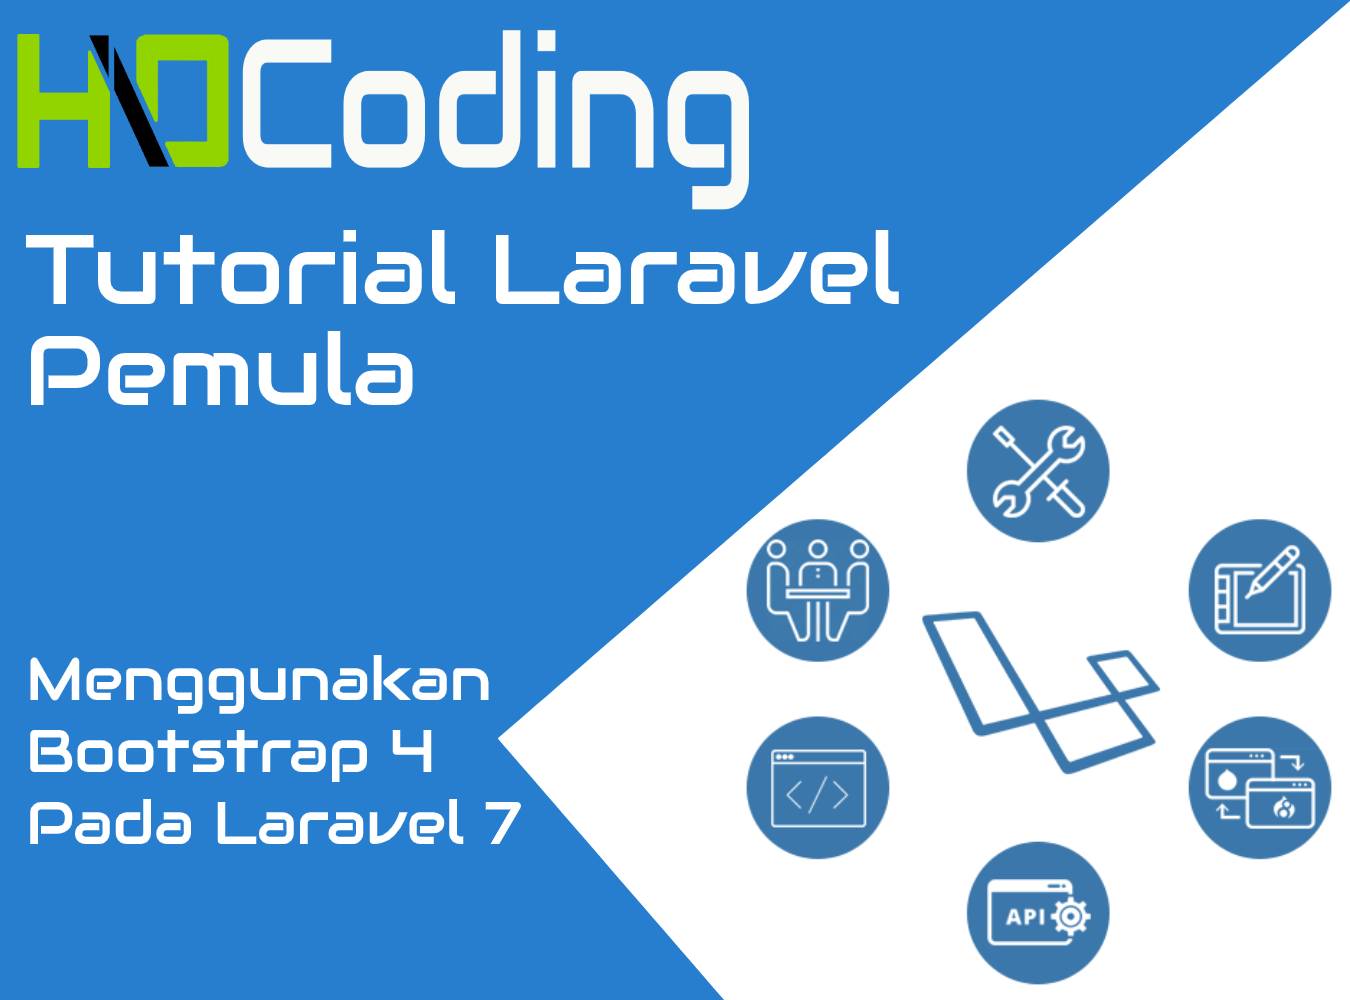 HDCoding
Tutorial Laravel
Pemula
Menggunakan
Bootstrap 4
Pada Laravel 7
</>
API